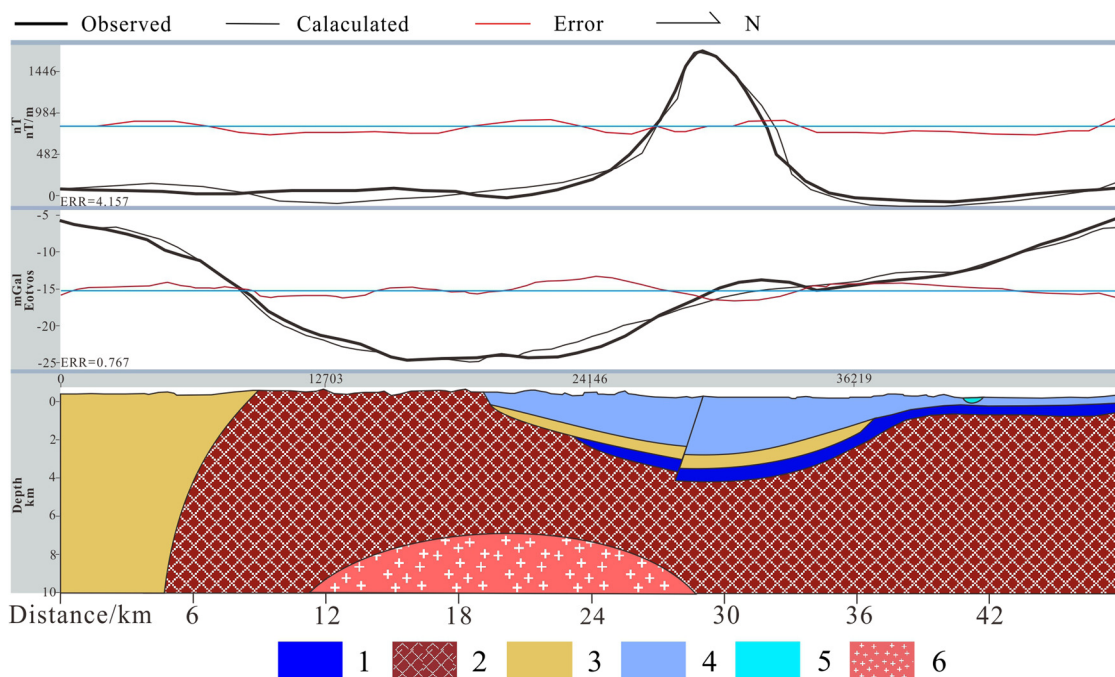 Observed Calaculated Error N
1446
984
482
0
nT
nT/m
ERR=4.157
-5
-10
-15
-20
-25
mGal
Eotvos
ERR=0.767
0 12703 24146 36219
0
2
4
6
8
10
Depth
km
Distance/km 6 12 18 24 30 36 42
1 2 3 4 5 6